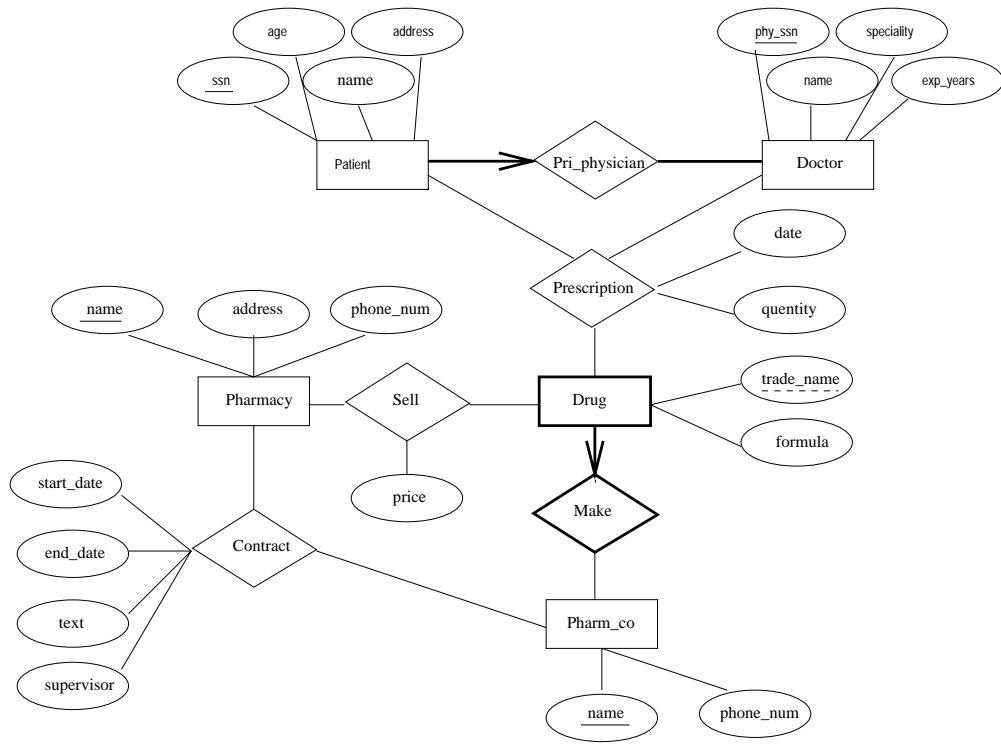 age
address
phy_ssn
speciality
ssn
name
name
exp_years
Patient
Pri_physician
Doctor
date
Prescription
name
address
phone_num
quentity
Pharmacy
Sell
Drug
trade_name
formula
start_date
price
Make
end_date
Contract
text
Pharm_co
supervisor
name
phone_num